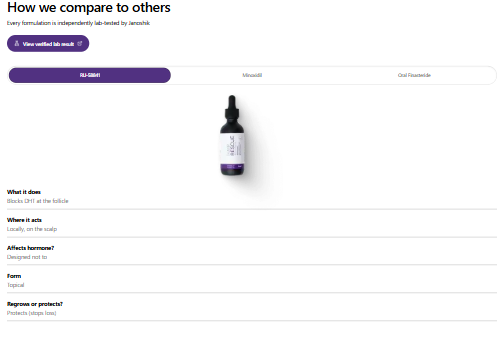 How we compare to others
Every formulation is independently lab-tested by Janoshik
View verified lab result
RU-58841
Minoxidil
Oral Finasteride
RESCUE
What it does
Blocks DHT at the follicle
Where it acts
Locally, on the scalp
Affects hormone?
Designed not to
Form
Topical
Regrows or protects?
Protects (stops loss)